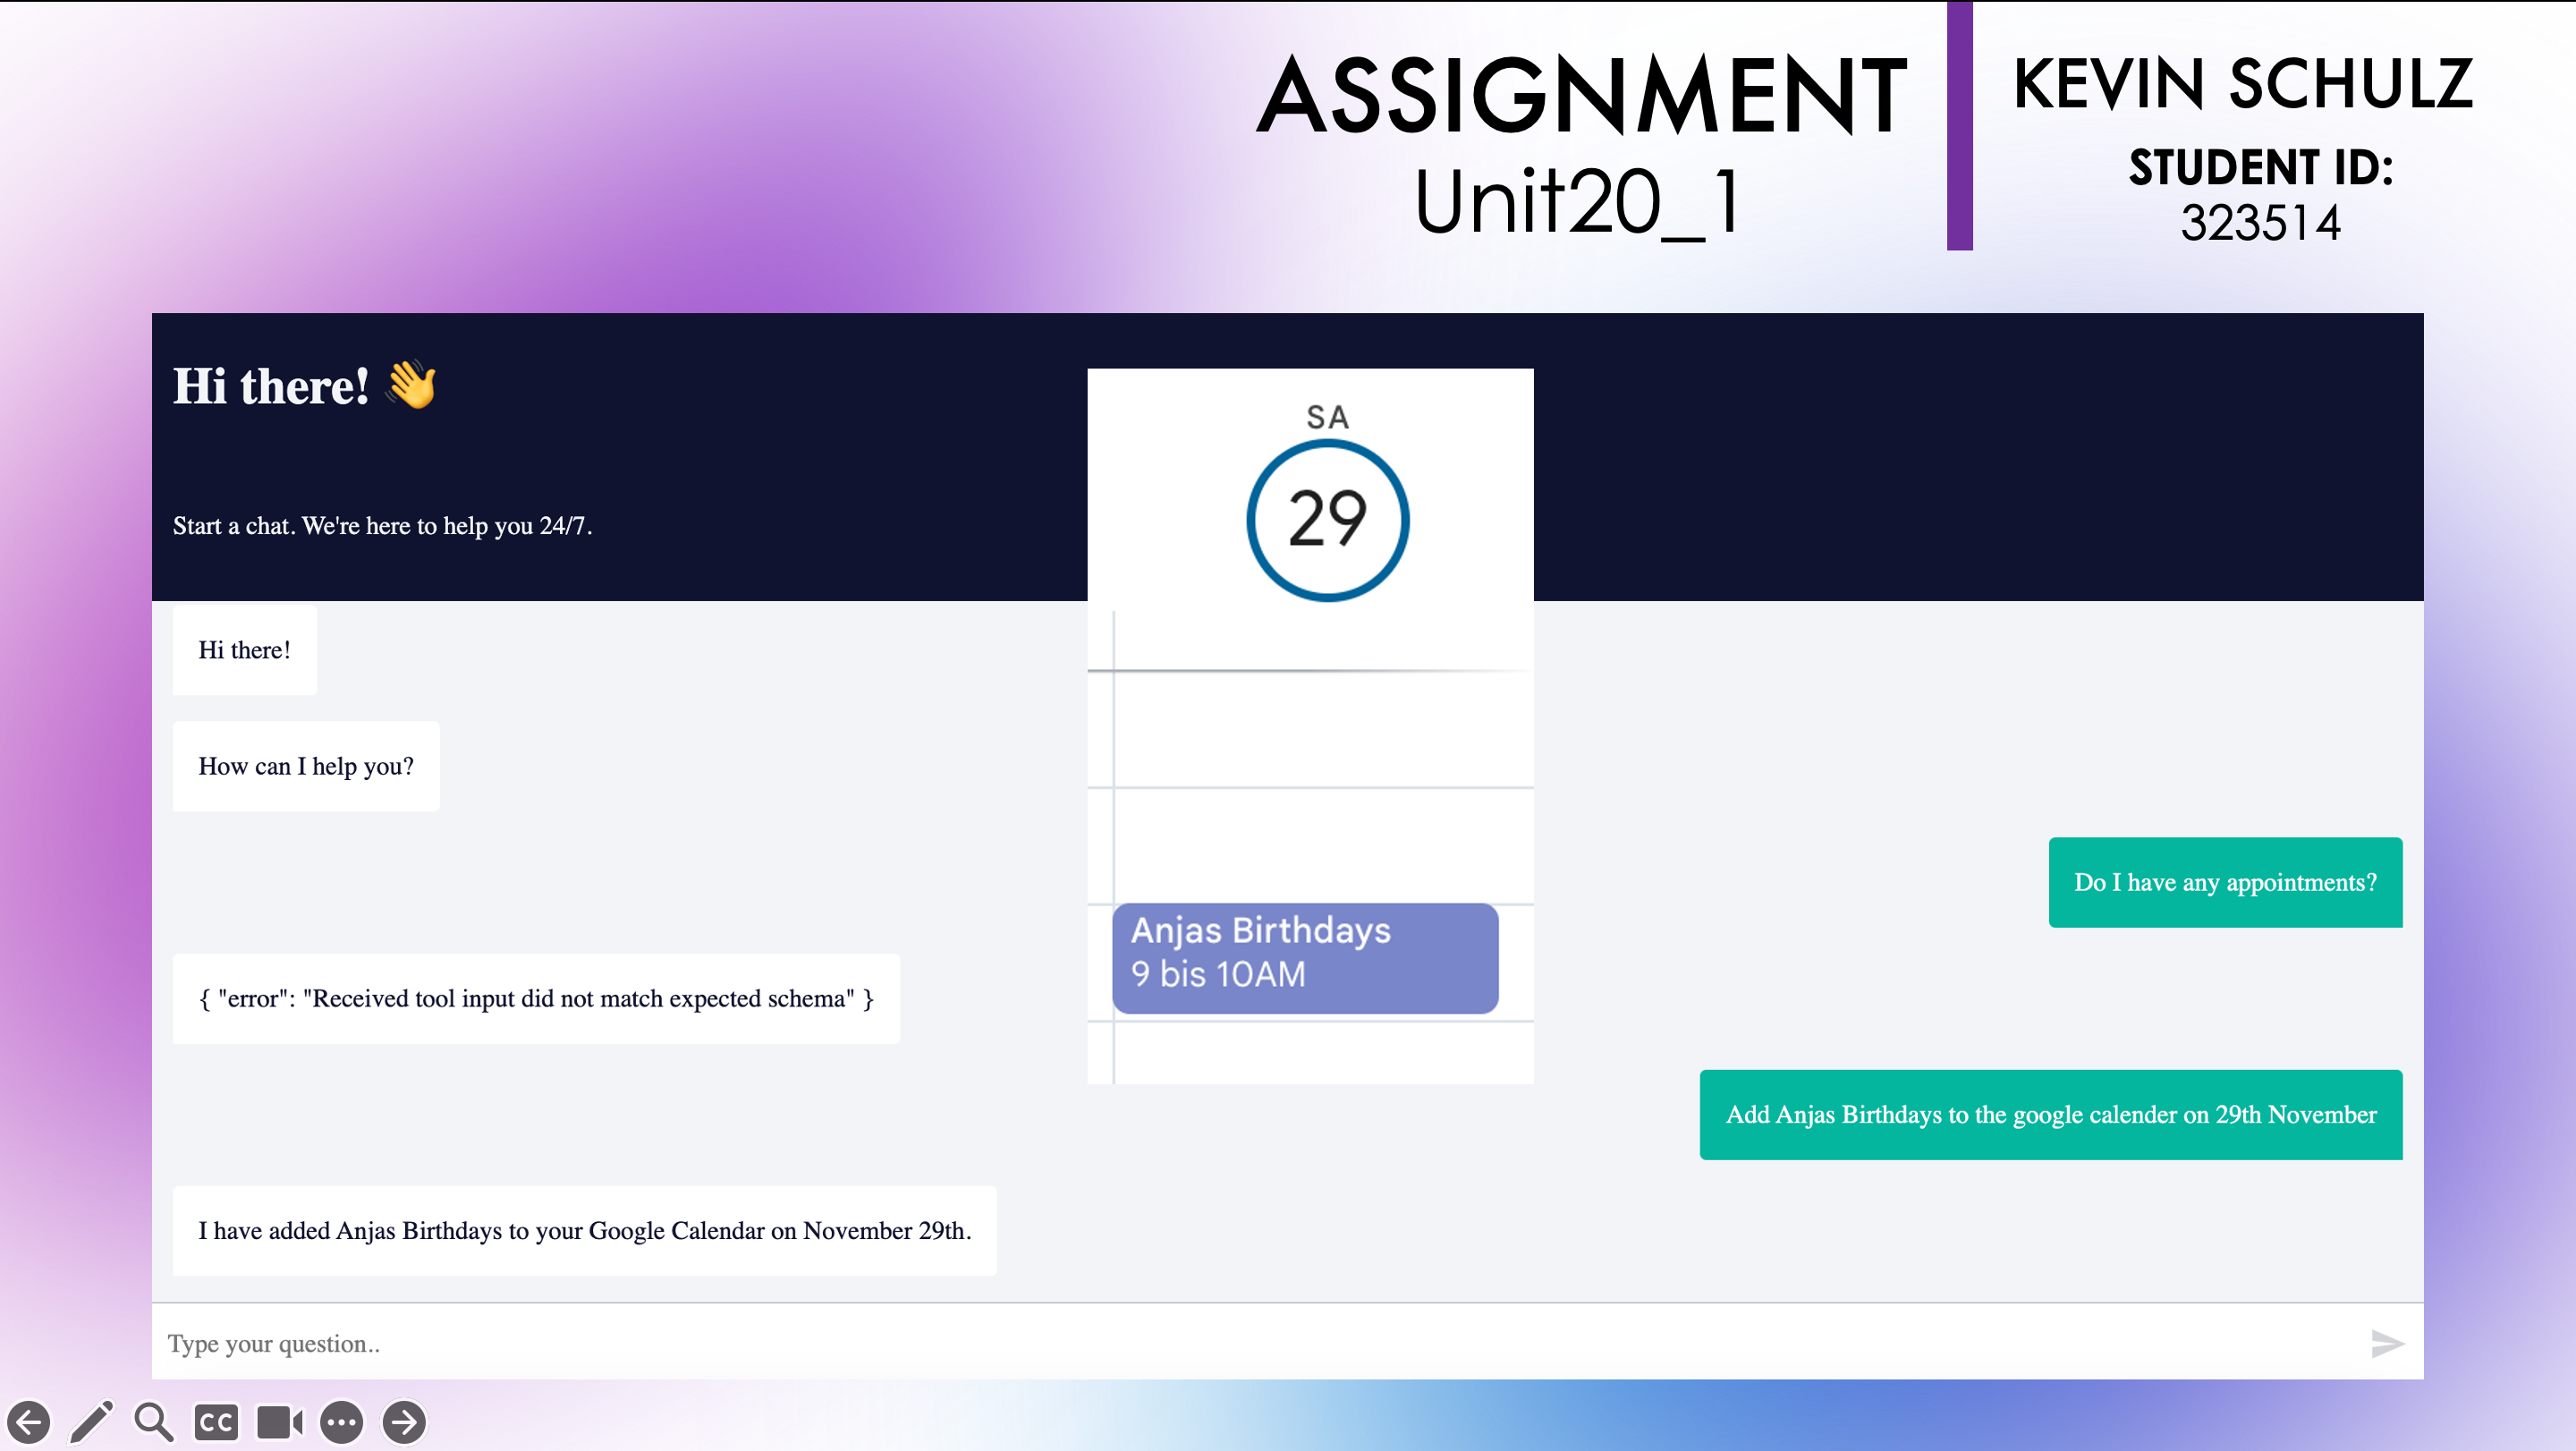 ASSIGNMENT
Unit20_1
KEVIN SCHULZ
STUDENT ID:
323514
Hi there! 👋
Start a chat. We're here to help you 24/7.
SA
29
Anjas Birthdays
9 bis 10AM
Hi there!
How can I help you?
Do I have any appointments?
{ "error": "Received tool input did not match expected schema" }
Add Anjas Birthdays to the google calender on 29th November
I have added Anjas Birthdays to your Google Calendar on November 29th.
Type your question..
CC